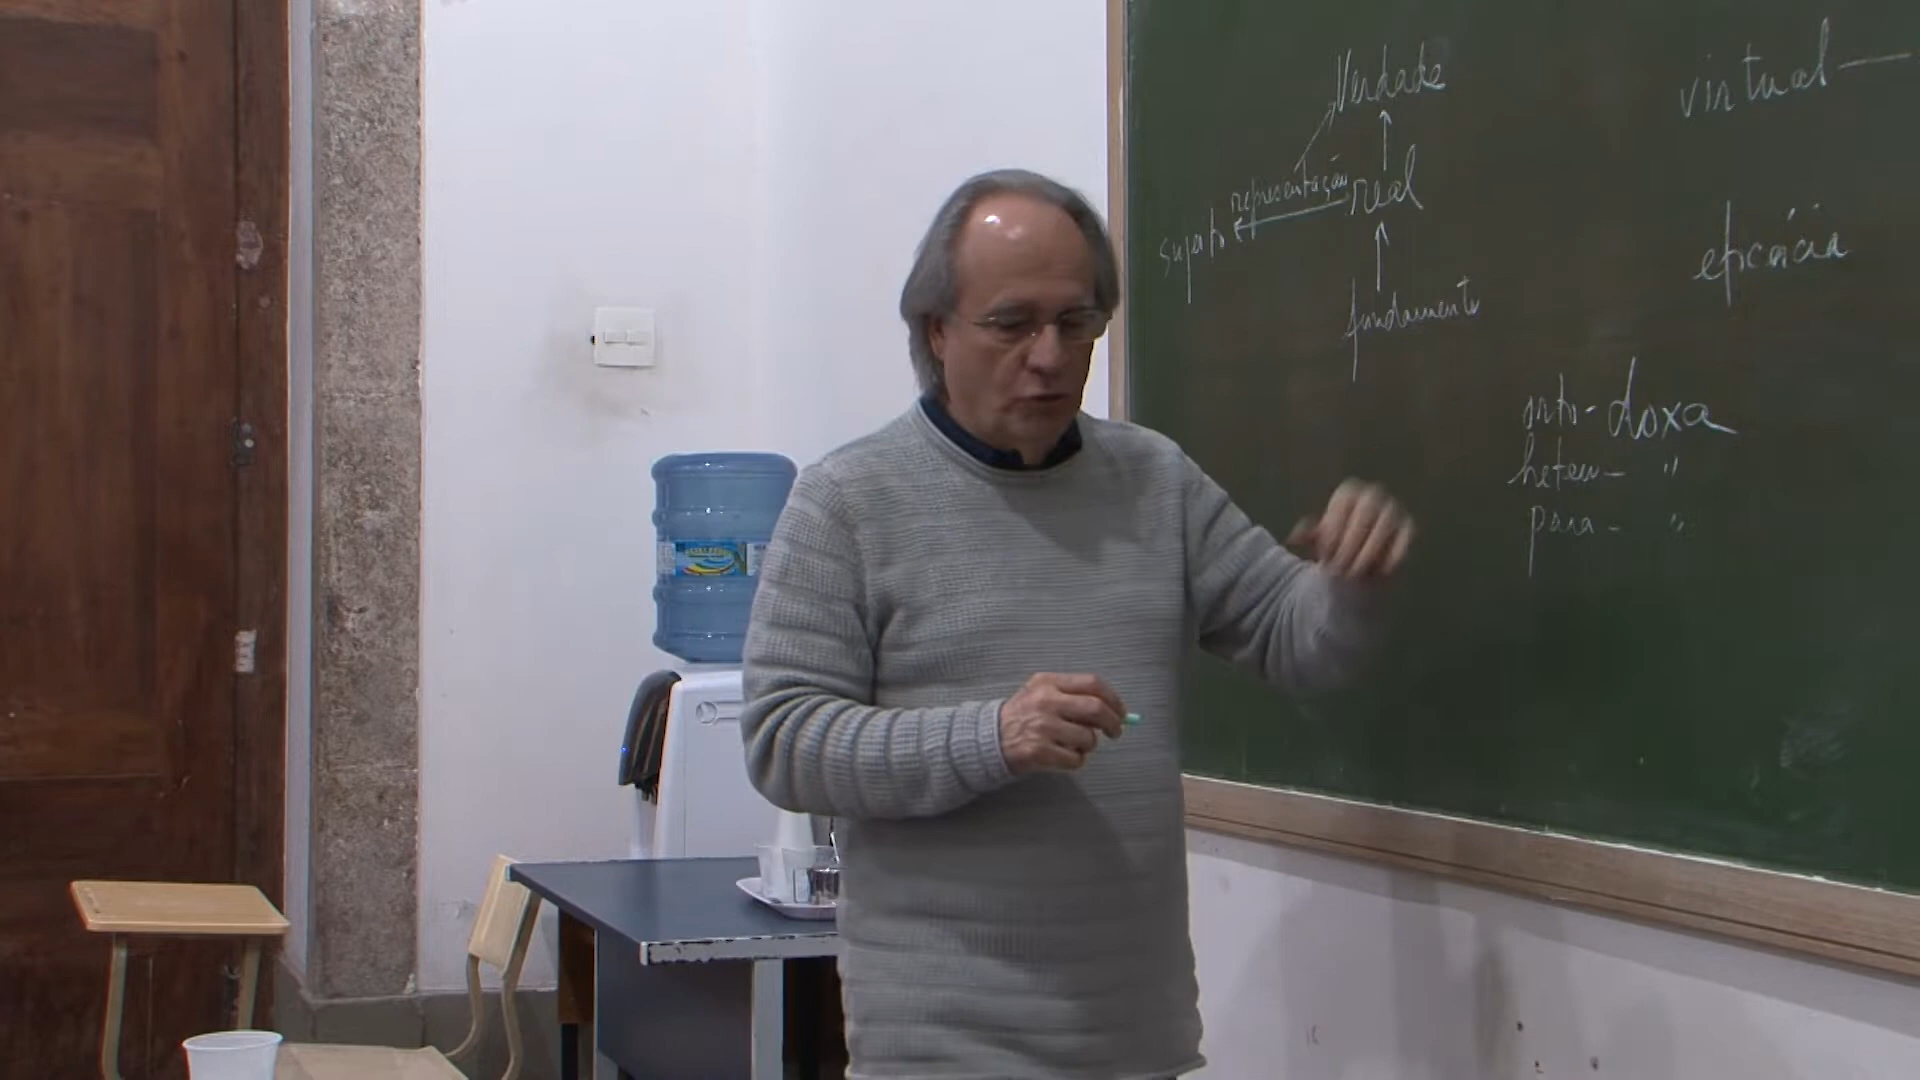 Verdade
virtual —
representação
real
sujeito
eficácia
fundamento
orto- doxa
hetero- "
para- "